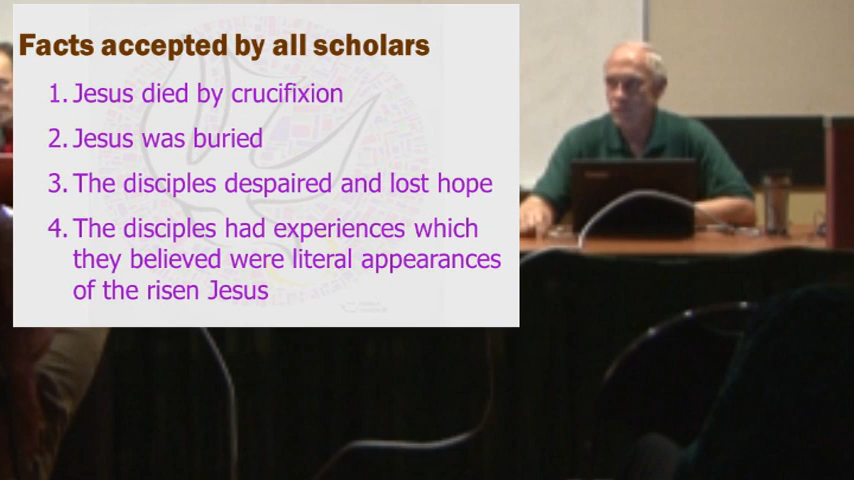 Facts accepted by all scholars
1. Jesus died by crucifixion
2. Jesus was buried
3. The disciples despaired and lost hope
4. The disciples had experiences which
they believed were literal appearances
of the risen Jesus